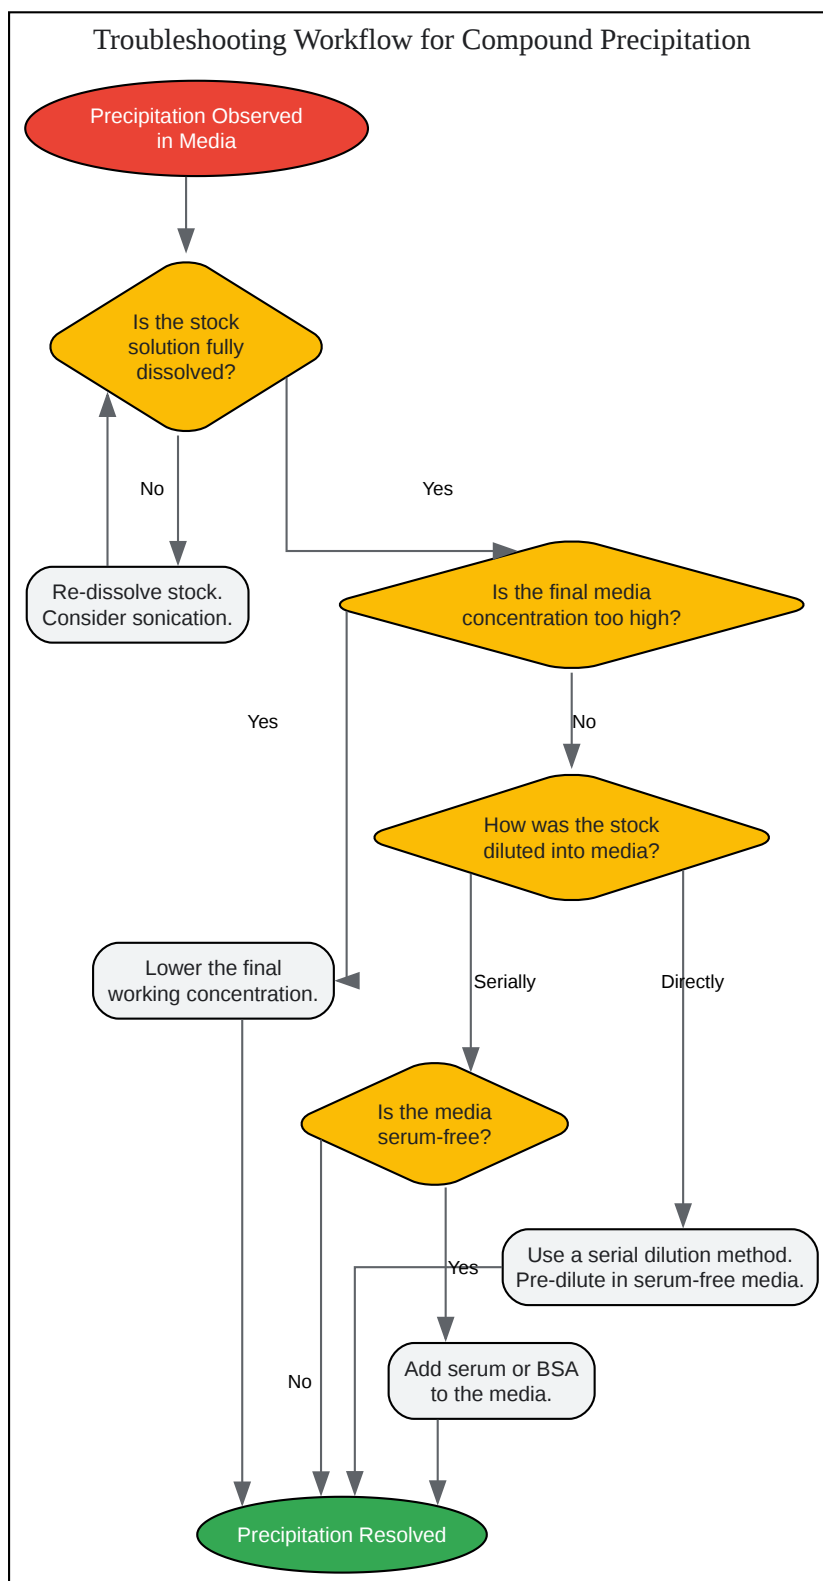 Troubleshooting Workflow for Compound Precipitation
Precipitation Observed
in Media
Is the stock
solution fully
dissolved?
No
Yes
Re-dissolve stock.
Consider sonication.
Is the final media
concentration too high?
Yes
No
How was the stock
diluted into media?
Lower the final
working concentration.
Serially
Directly
Is the media
serum-free?
Use a serial dilution method.
Pre-dilute in serum-free media.
Yes
No
Add serum or BSA
to the media.
Precipitation Resolved